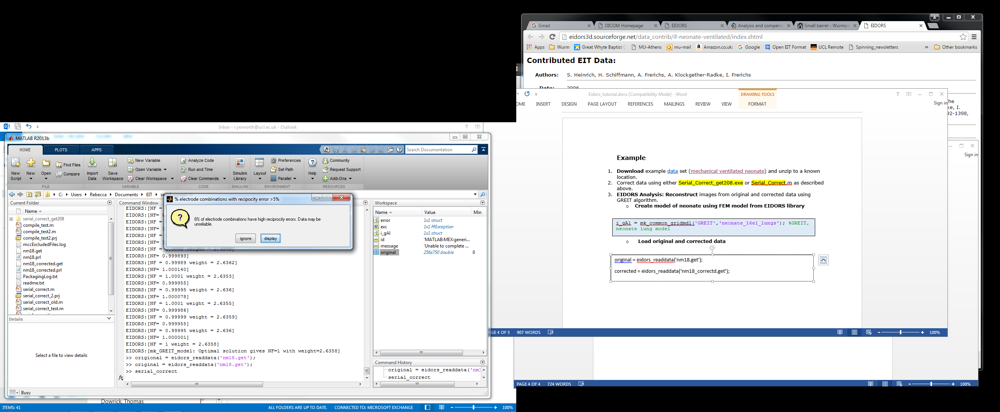 Gmail
DICOM Homepage
EIDORS
Analysis and compens
Small barrel - Wurmpe
EIDORS
eidors3d.sourceforge.net/data_contrib/if-neonate-ventilated/index.shtml
Apps
Wurm
Great Whyte Baptist C
MU-Athens
mu-mail
Amazon.co.uk:
Google
Open EIT Format
UCL Remote
Spinning_newsletters
»
Other bookmarks
Contributed EIT Data:
Authors: S. Heinrich, H. Schiffmann, A. Frerichs, A. Klockgether-Radke, I. Frerichs
Date: 2006
he
ke, I.
92-1398,
Eidors_tutorial.docx [Compatibility Mode] - Word
DRAWING TOOLS
OME INSERT DESIGN PAGE LAYOUT REFERENCES MAILINGS REVIEW VIEW FORMAT
Sign in
Sign in
Example
1. Download example data set (mechanical ventilated neonate) and unzip to a known
location.
2. Correct data using either Serial_Correct_get208.exe or Serial_Correct.m as described
above.
3. EIDORS Analysis: Reconstruct images from original and corrected data using
GREIT algorithm.
o Create model of neonate using FEM model from EIDORS library
i_gAl = mk_common_gridmdl('GREIT','neonate_16el_lungs'); %GREIT,
neonate lung model
o Load original and corrected data
original = eidors_readdata('nm18.get');
corrected = eidors_readdata('nm18_correctd.get');
GE 4 OF 5 907 WORDS 100%
PAGE 4 OF 4 724 WORDS 100%
Inbox - r.yerworth@ucl.ac.uk - Outlook
MATLAB R2013b
HOME PLOTS APPS
Search Documentation
New
Script
New
Open
Find Files
Compare
Import
Data
Save
Workspace
New Variable
Open Variable
Clear Workspace
Analyze Code
Run and Time
Clear Commands
Simulink
Library
Layout
Preferences
Set Path
Parallel
Help
Community
Request Support
Add-Ons
FILE VARIABLE CODE SIMULINK ENVIRONMENT RESOURCES
C: Users Rebecca Documents EIT
Current Folder
Name
serial_correct_get208
compile_test.m
compile_test2.m
compile_test2.prj
mccExcludedFiles.log
nm18.get
nm18.prl
nm18_corrected.get
nm18_corrected.prl
PackagingLog.txt
readme.txt
serial_correct.m
serial_correct_2.prj
serial_correct_old.m
serial_correct_test.m
Details
Select a file to view details
Command Window
EIDORS:[NF =
EIDORS:[NF=
EIDORS:[NF =
EIDORS:[NF=
EIDORS:[NF =
EIDORS:[NF=
EIDORS:[NF =
EIDORS:[NF= 0.999893]
EIDORS:[NF = 0.99989 weight = 2.6362]
EIDORS:[NF= 1.000140]
EIDORS:[NF = 1.0001 weight = 2.6353]
EIDORS:[NF= 0.999955]
EIDORS:[NF = 0.99995 weight = 2.636]
EIDORS:[NF= 1.000078]
EIDORS:[NF = 1.0001 weight = 2.6355]
EIDORS:[NF= 0.999986]
EIDORS:[NF = 0.99999 weight = 2.6359]
EIDORS:[NF= 0.999955]
EIDORS:[NF = 0.99995 weight = 2.636]
EIDORS:[NF= 1.000001]
EIDORS:[NF = 1 weight = 2.6358]
EIDORS:[mk_GREIT_model: Optimal solution gives NF=1 with weight=2.6358]
>> origional = eidors_readdata('nm18.get');
>> original = eidors_readdata('nm18.get');
>> serial_correct
fx
% electrode combinations with recipocity error >5%
8% of electrode combinations have high reciprocity errors. Data may be
unreliable.
ignore display
Workspace
Name Value Min
error 1x1 struct
exc 1x1 MException
i_gAl 1x1 struct
id 'MATLAB:MEX:generi...
message 'Unable to complete ...
original 256x750 double 0
Command History
original = eidors_readdata('nm1
serial_correct
Busy
Dowrick, Thomas
ITEMS: 41 ALL FOLDERS ARE UP TO DATE. CONNECTED TO: MICROSOFT EXCHANGE 100%